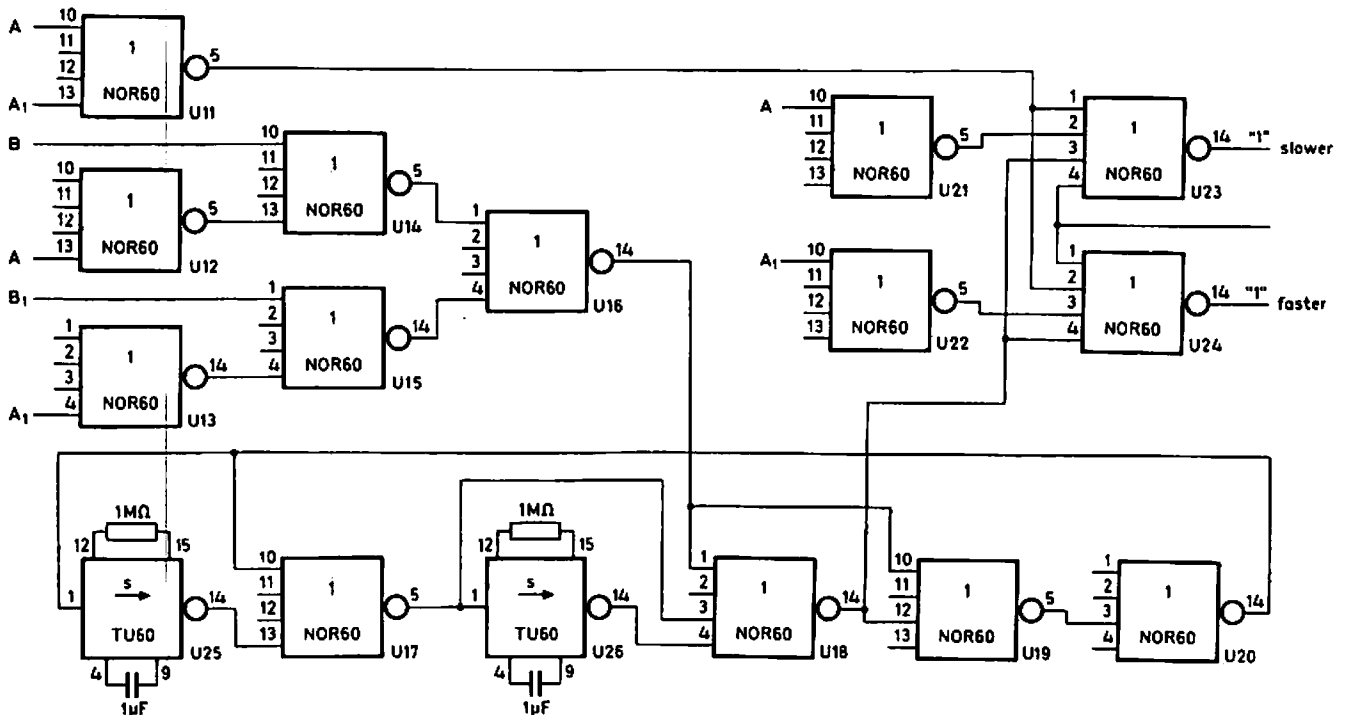 A 10 1 5
11
12
A₁ 13 NOR60 U11
B 10 1 5
11
12
13 NOR60 U14
10 1 5
11
12
A 13 NOR60 U12
1 1 14
2
3
4 NOR60 U16
B₁ 1 1 14
2
3
4 NOR60 U15
1 1 14
2
3
A₁ 4 NOR60 U13
A 10 1 5
11
12
13 NOR60 U21
1 1 14 "1" slower
2
3
4 NOR60 U23
A₁ 10 1 5
11
12
13 NOR60 U22
1 1 14 "1" faster
2
3
4 NOR60 U24
1MΩ
12 15
1 s 14
TU60 U25
4 9
1µF
10 1 5
11
12
13 NOR60 U17
1MΩ
12 15
1 s 14
TU60 U26
4 9
1µF
1 1 14
2
3
4 NOR60 U18
10 1 5
11
12
13 NOR60 U19
1 1 14
2
3
4 NOR60 U20